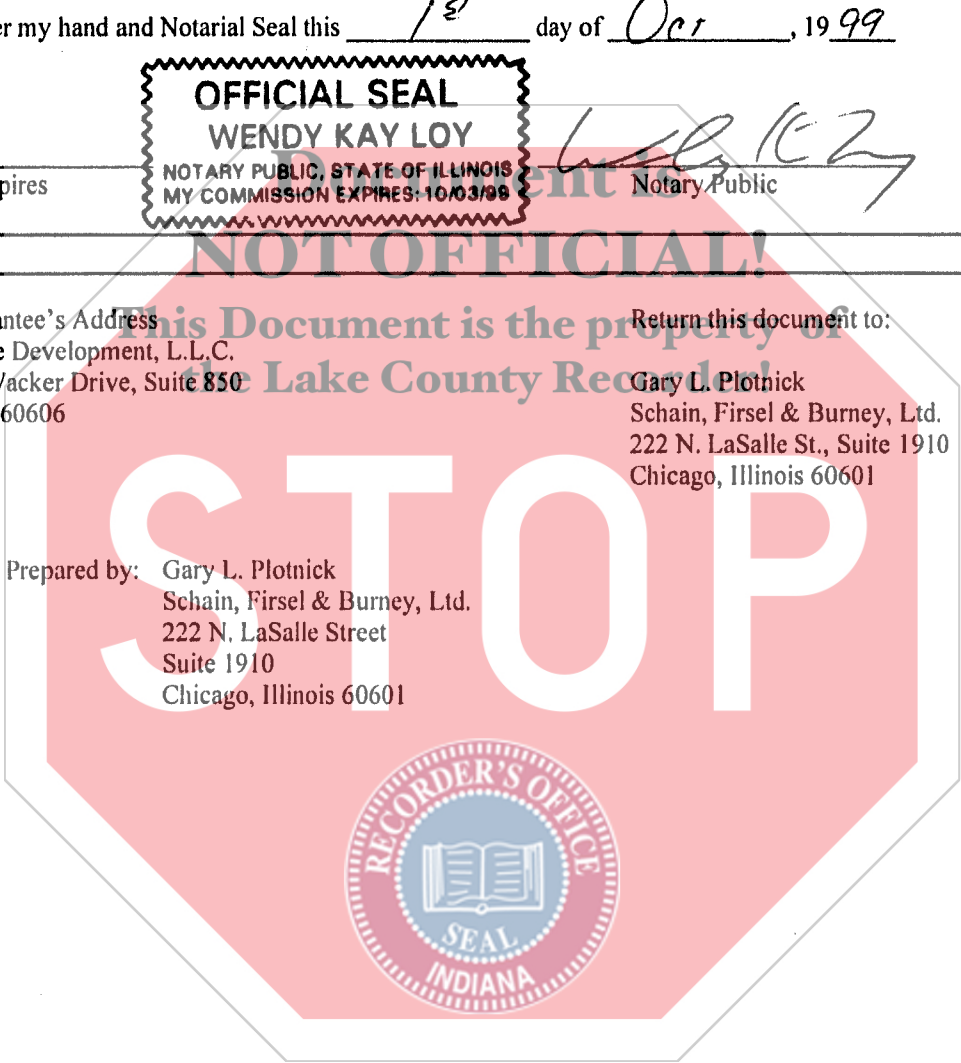 er my hand and Notarial Seal this 1st day of Oct, 1999
OFFICIAL SEAL
WENDY KAY LOY
NOTARY PUBLIC, STATE OF ILLINOIS
MY COMMISSION EXPIRES: 10/03/99
pires
Notary Public
Document is
NOT OFFICIAL!
This Document is the property of
the Lake County Recorder!
antee's Address
e Development, L.L.C.
Vacker Drive, Suite 850
60606
Return this document to:
Gary L. Plotnick
Schain, Firsel & Burney, Ltd.
222 N. LaSalle St., Suite 1910
Chicago, Illinois 60601
STOP
Prepared by: Gary L. Plotnick
Schain, Firsel & Burney, Ltd.
222 N. LaSalle Street
Suite 1910
Chicago, Illinois 60601
RECORDER'S OFFICE
SEAL
INDIANA